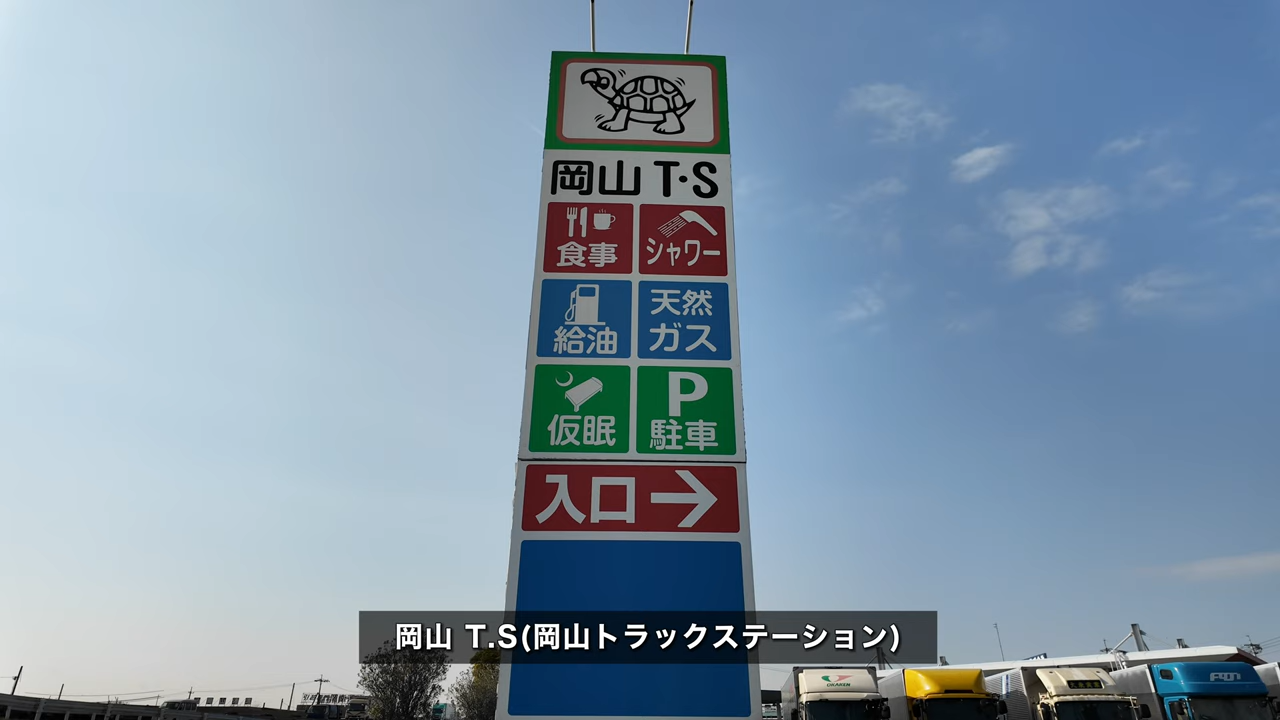 岡山 T・S
食事
シャワー
給油
天然
ガス
仮眠
P
駐車
入口→
岡山 T.S(岡山トラックステーション)